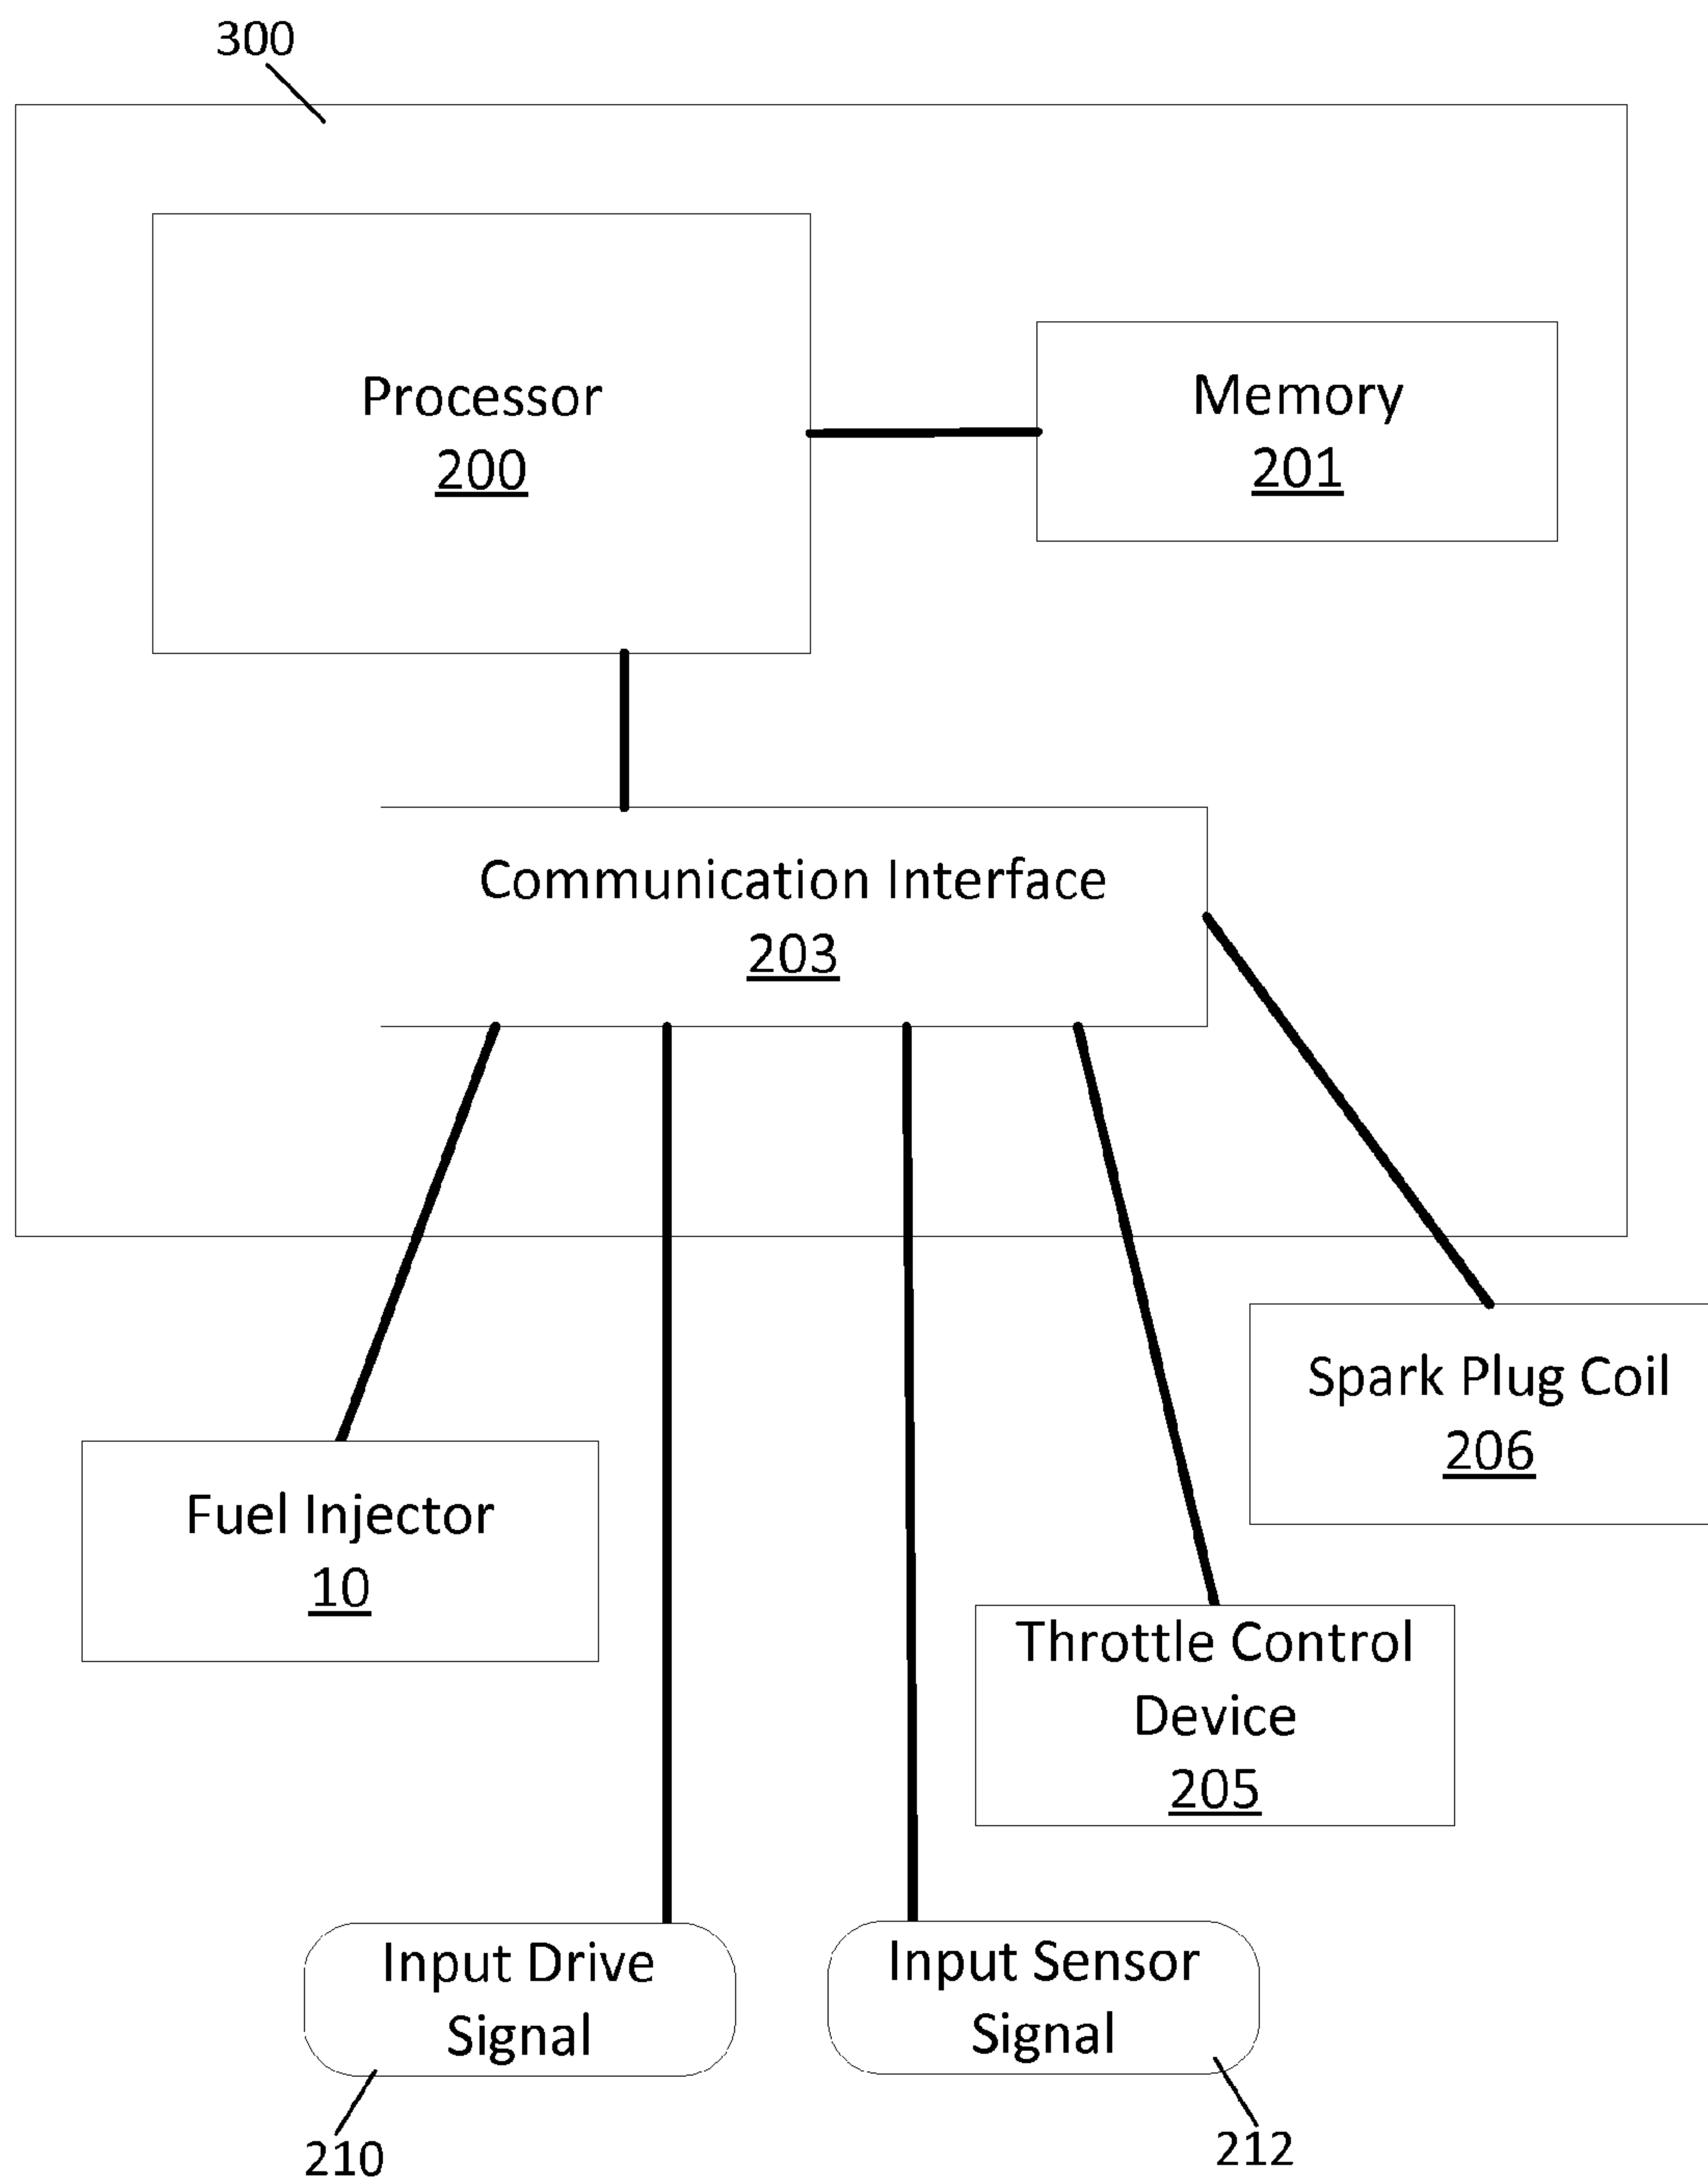 300
Processor
200
Memory
201
Communication Interface
203
Spark Plug Coil
206
Fuel Injector
10
Throttle Control
Device
205
Input Drive
Signal
Input Sensor
Signal
210
212